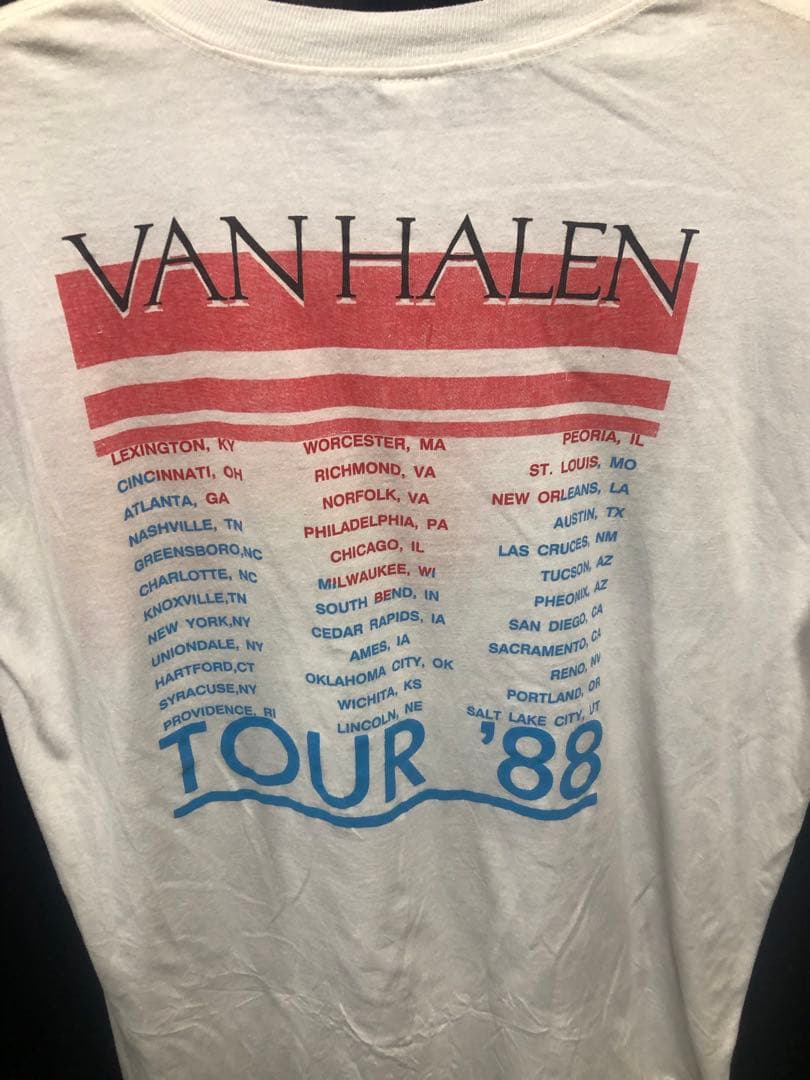 VAN HALEN
LEXINGTON, KY
CINCINNATI, OH
ATLANTA, GA
NASHVILLE, TN
GREENSBORO,NC
CHARLOTTE, NC
KNOXVILLE,TN
NEW YORK,NY
UNIONDALE, NY
HARTFORD,CT
SYRACUSE,NY
PROVIDENCE, RI
WORCESTER, MA
RICHMOND, VA
NORFOLK, VA
PHILADELPHIA, PA
CHICAGO, IL
MILWAUKEE, WI
SOUTH BEND, IN
CEDAR RAPIDS, IA
AMES, IA
OKLAHOMA CITY, OK
WICHITA, KS
LINCOLN, NE
PEORIA, IL
ST. LOUIS, MO
NEW ORLEANS, LA
AUSTIN, TX
LAS CRUCES, NM
TUCSON, AZ
PHEONIX, AZ
SAN DIEGO, CA
SACRAMENTO, CA
RENO, NV
PORTLAND, OR
SALT LAKE CITY, UT
TOUR '88